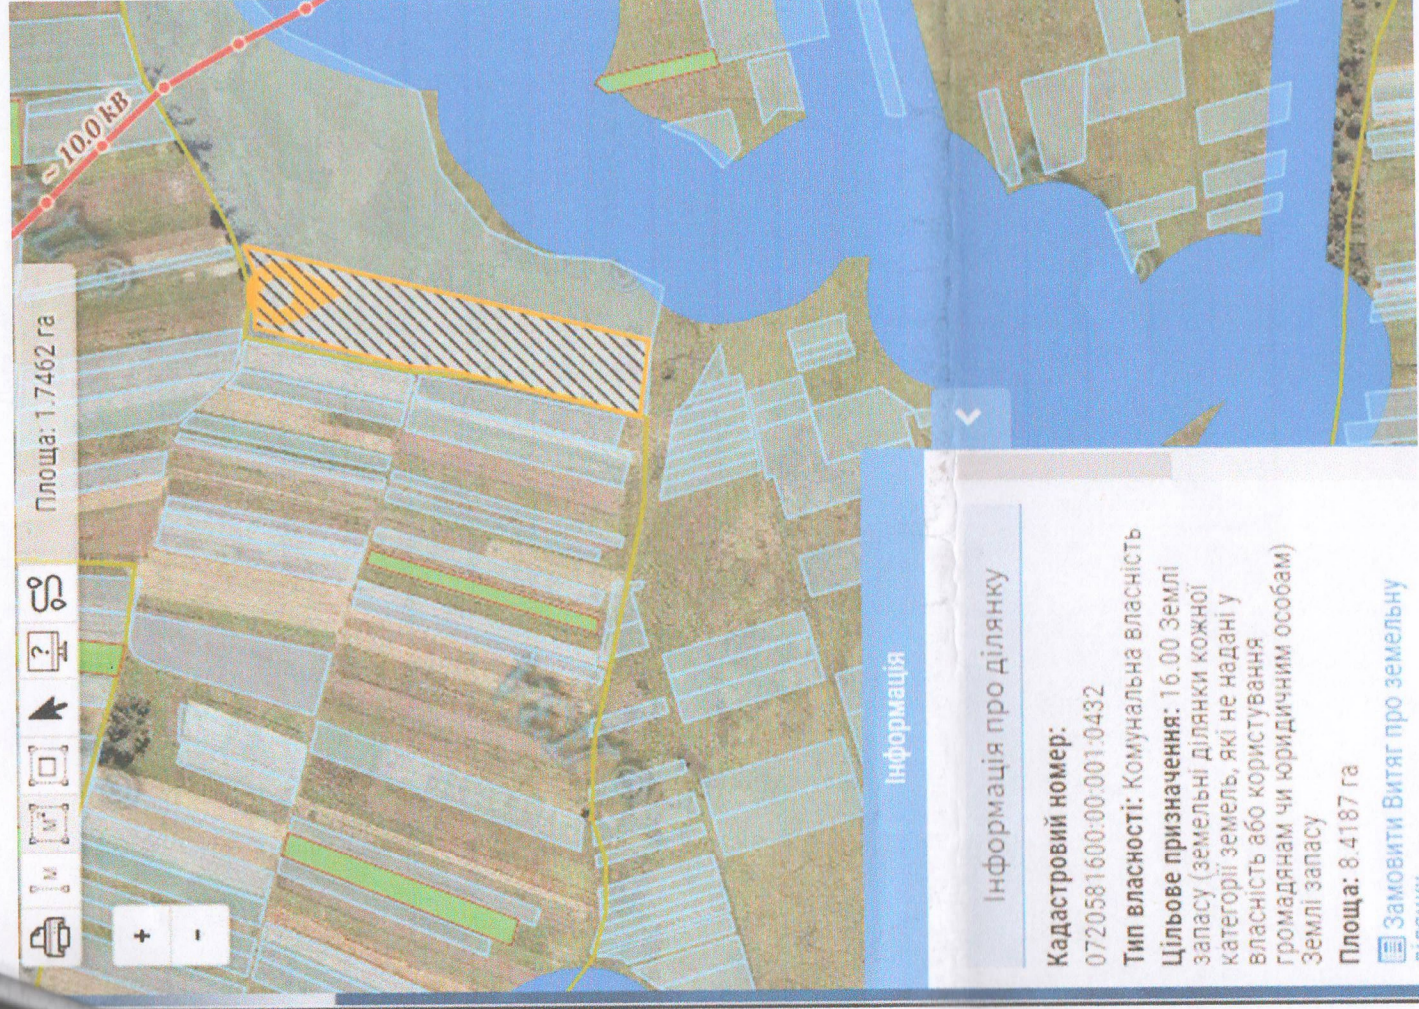 Площа: 1.7462 га
~ 10.0 kB
М
М²
?
+
-
Інформація
Інформація про ділянку
Кадастровий номер:
0720581600:00:001:0432
Тип власності: Комунальна власність
Цільове призначення: 16.00 Землі
запасу (земельні ділянки кожної
категорії земель, які не надані у
власність або користування
громадянам чи юридичним особам)
Землі запасу
Площа: 8.4187 га
Замовити Витяг про земельну